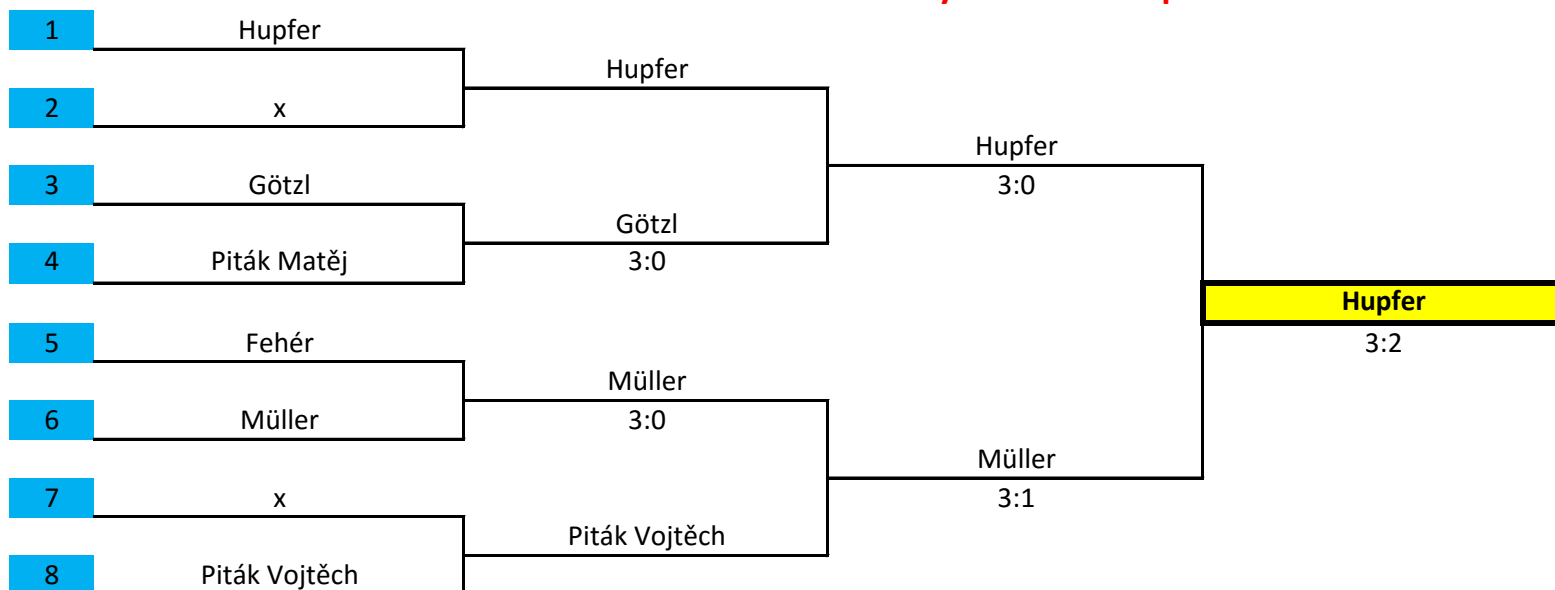 1 Hupfer
Hupfer
2 x
Hupfer
3 Götzl 3:0
Götzl
4 Piták Matěj 3:0
Hupfer
5 Fehér 3:2
Müller
6 Müller 3:0
Müller
7 x 3:1
Piták Vojtěch
8 Piták Vojtěch